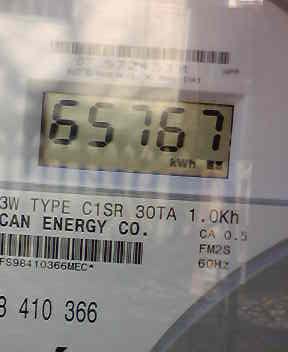 65767
kWh
3W TYPE C1SR 30TA 1.0Kh
CAN ENERGY CO.
CA 0.5
FM2S
60Hz
FS98410366MEC*
8 410 366